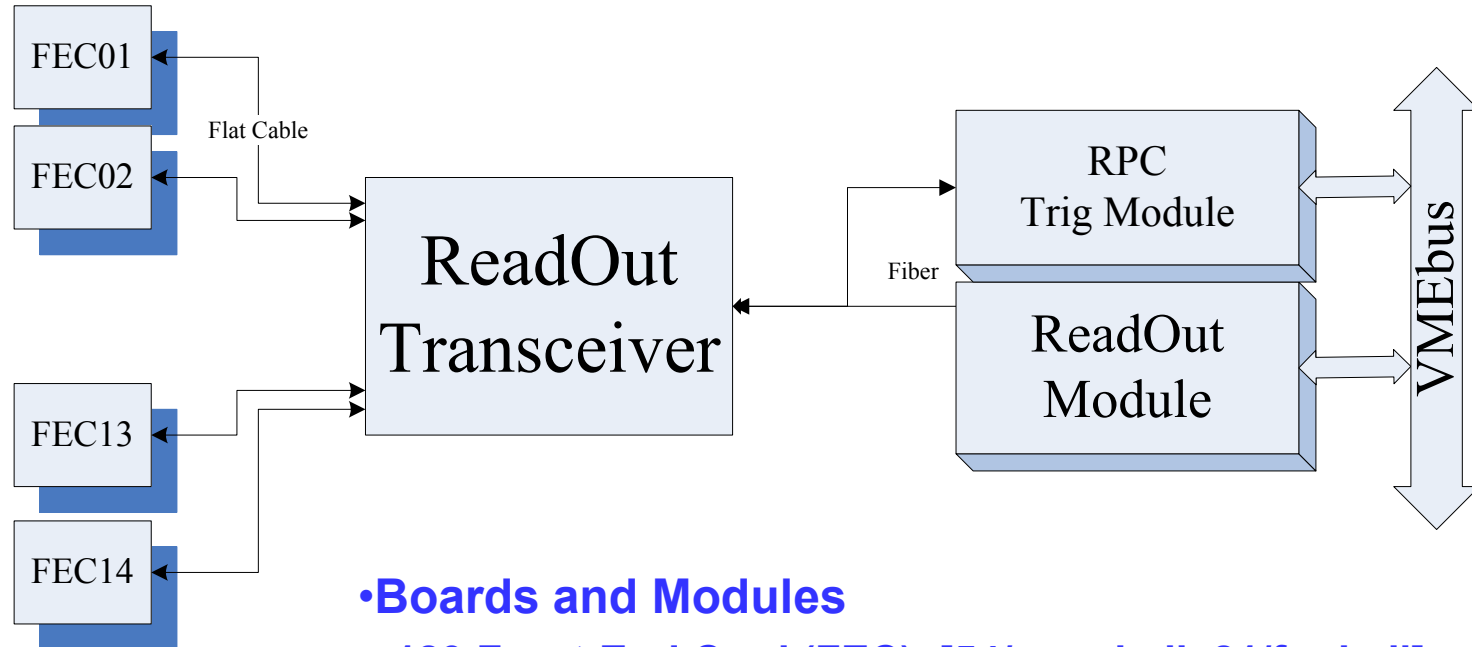 FEC01
Flat Cable
FEC02
RPC
Trig Module
ReadOut
Transceiver
Fiber
ReadOut
Module
VMEbus
FEC13
FEC14
•Boards and Modules